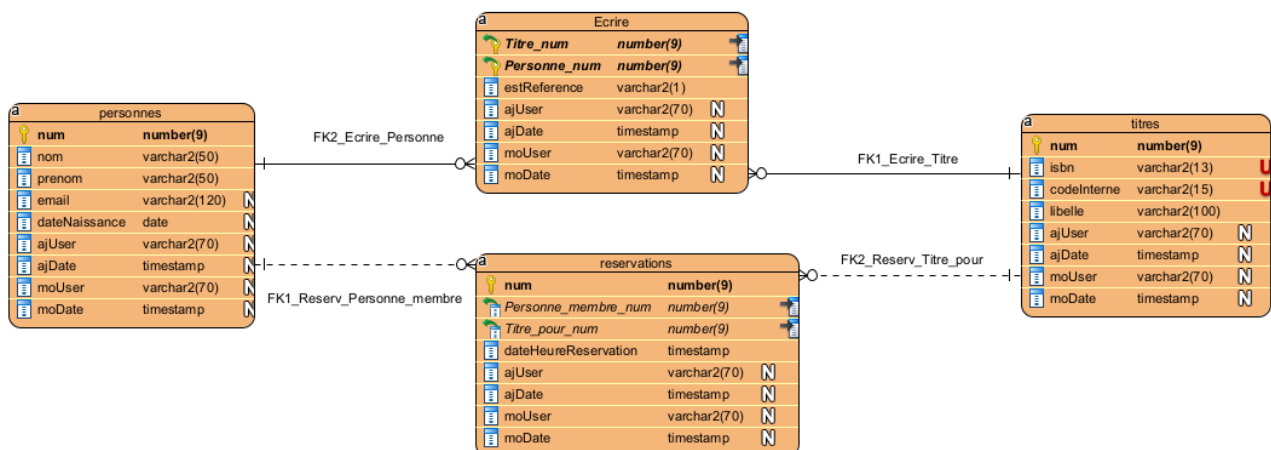 a
Ecrire
Titre_num number(9)
Personne_num number(9)
estReference varchar2(1)
ajUser varchar2(70) N
ajDate timestamp N
moUser varchar2(70) N
moDate timestamp N
a
personnes
num number(9)
nom varchar2(50)
prenom varchar2(50)
email varchar2(120) N
dateNaissance date N
ajUser varchar2(70) N
ajDate timestamp N
moUser varchar2(70) N
moDate timestamp N
FK2_Ecrire_Personne
FK1_Ecrire_Titre
a
titres
num number(9)
isbn varchar2(13) U
codeInterne varchar2(15) U
libelle varchar2(100)
ajUser varchar2(70) N
ajDate timestamp N
moUser varchar2(70) N
moDate timestamp N
FK1_Reserv_Personne_membre
FK2_Reserv_Titre_pour
a
reservations
num number(9)
Personne_membre_num number(9)
Titre_pour_num number(9)
dateHeureReservation timestamp
ajUser varchar2(70) N
ajDate timestamp N
moUser varchar2(70) N
moDate timestamp N